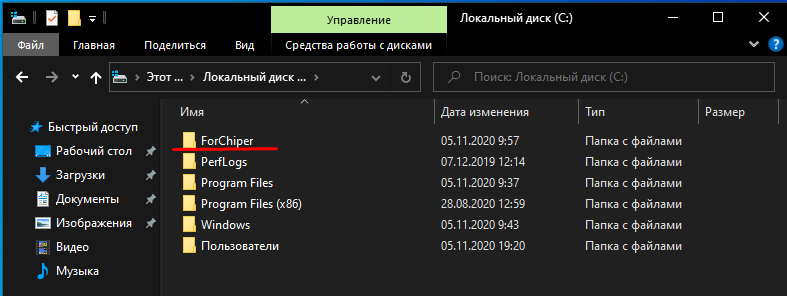 Управление Локальный диск (C:)
Файл Главная Поделиться Вид Средства работы с дисками
Этот ... Локальный диск ... Поиск: Локальный диск (C:)
Имя Дата изменения Тип Размер
Быстрый доступ
Рабочий стол
Загрузки
Документы
Изображения
Видео
Музыка
ForChiper 05.11.2020 9:57 Папка с файлами
PerfLogs 07.12.2019 12:14 Папка с файлами
Program Files 05.11.2020 9:37 Папка с файлами
Program Files (x86) 28.08.2020 12:59 Папка с файлами
Windows 05.11.2020 9:43 Папка с файлами
Пользователи 05.11.2020 19:20 Папка с файлами